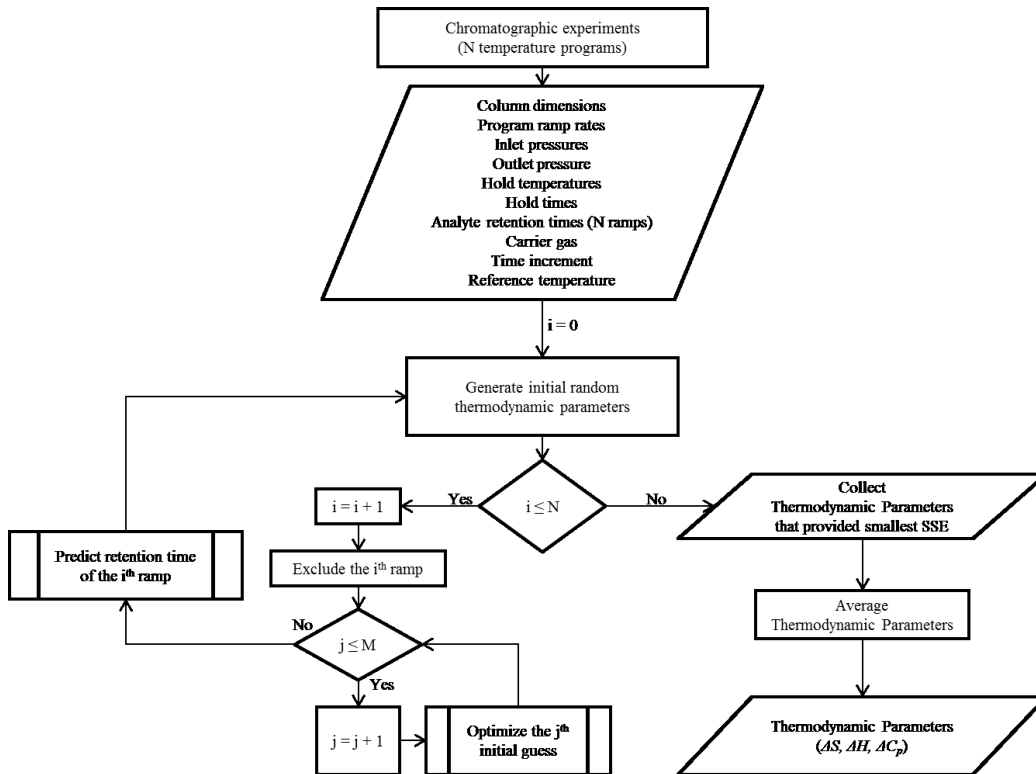 Chromatographic experiments
(N temperature programs)
Column dimensions
Program ramp rates
Inlet pressures
Outlet pressure
Hold temperatures
Hold times
Analyte retention times (N ramps)
Carrier gas
Time increment
Reference temperature
i = 0
Generate initial random
thermodynamic parameters
i ≤ N
Yes
No
i = i + 1
Collect
Thermodynamic Parameters
that provided smallest SSE
Exclude the iᵗʰ ramp
Predict retention time
of the iᵗʰ ramp
Average
Thermodynamic Parameters
No
j ≤ M
Yes
j = j + 1
Optimize the jᵗʰ
initial guess
Thermodynamic Parameters
(ΔS, ΔH, ΔCₚ)